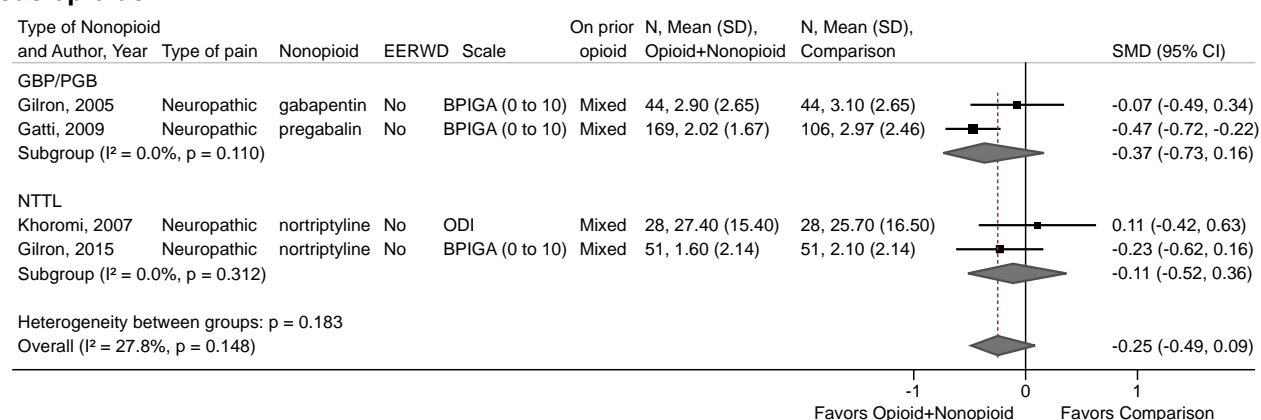 Type of Nonopioid On prior N, Mean (SD), N, Mean (SD),
and Author, Year Type of pain Nonopioid EERWD Scale opioid Opioid+Nonopioid Comparison SMD (95% CI)
GBP/PGB
Gilron, 2005 Neuropathic gabapentin No BPIGA (0 to 10) Mixed 44, 2.90 (2.65) 44, 3.10 (2.65) -0.07 (-0.49, 0.34)
Gatti, 2009 Neuropathic pregabalin No BPIGA (0 to 10) Mixed 169, 2.02 (1.67) 106, 2.97 (2.46) -0.47 (-0.72, -0.22)
Subgroup (I² = 0.0%, p = 0.110) -0.37 (-0.73, 0.16)
NTTL
Khoromi, 2007 Neuropathic nortriptyline No ODI Mixed 28, 27.40 (15.40) 28, 25.70 (16.50) 0.11 (-0.42, 0.63)
Gilron, 2015 Neuropathic nortriptyline No BPIGA (0 to 10) Mixed 51, 1.60 (2.14) 51, 2.10 (2.14) -0.23 (-0.62, 0.16)
Subgroup (I² = 0.0%, p = 0.312) -0.11 (-0.52, 0.36)
Heterogeneity between groups: p = 0.183
Overall (I² = 27.8%, p = 0.148) -0.25 (-0.49, 0.09)
-1 0 1
Favors Opioid+Nonopioid Favors Comparison